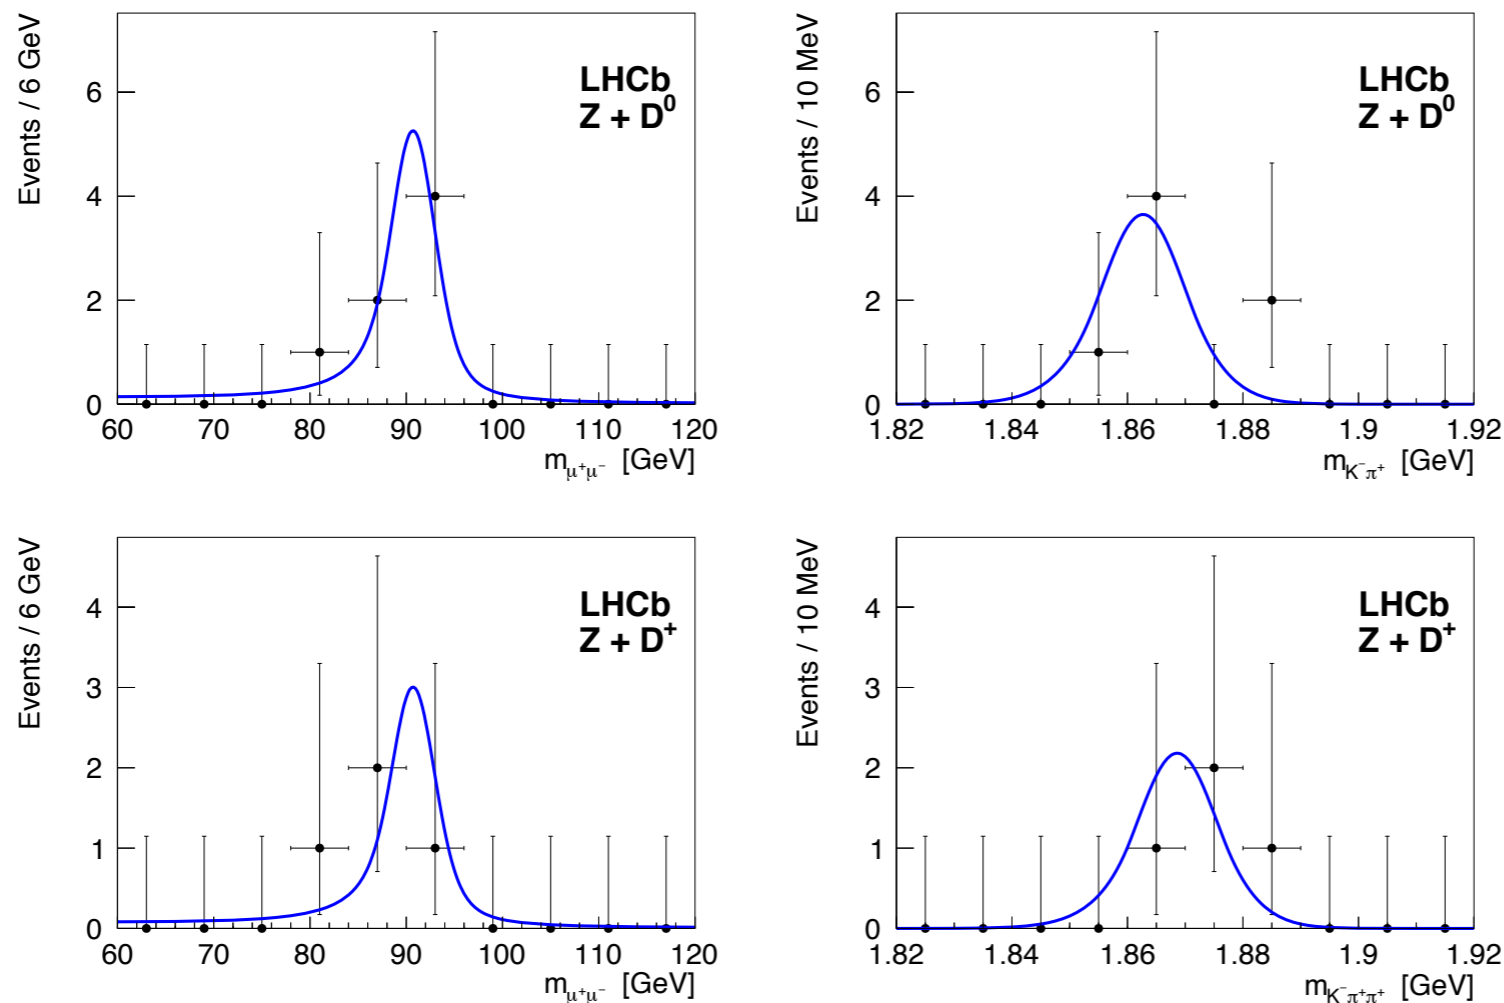 Events / 6 GeV
6
4
2
0
LHCb
Z + D⁰
60 70 80 90 100 110 120
m_μ⁺μ⁻ [GeV]
Events / 10 MeV
6
4
2
0
LHCb
Z + D⁰
1.82 1.84 1.86 1.88 1.9 1.92
m_K⁻π⁺ [GeV]
Events / 6 GeV
4
3
2
1
0
LHCb
Z + D⁺
60 70 80 90 100 110 120
m_μ⁺μ⁻ [GeV]
Events / 10 MeV
4
3
2
1
0
LHCb
Z + D⁺
1.82 1.84 1.86 1.88 1.9 1.92
m_K⁻π⁺π⁺ [GeV]